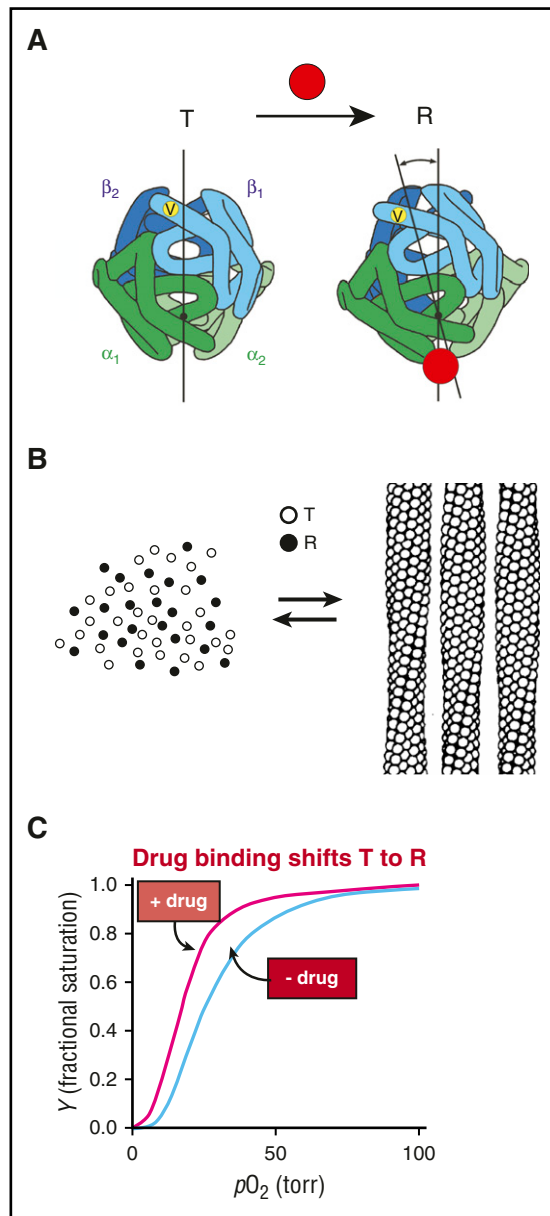 A
T
R
β2
β1
V
V
α1
α2
B
T
R
C
Drug binding shifts T to R
1.0
+ drug
0.8
- drug
0.6
0.4
0.2
0.0
Y (fractional saturation)
0
50
100
pO2 (torr)